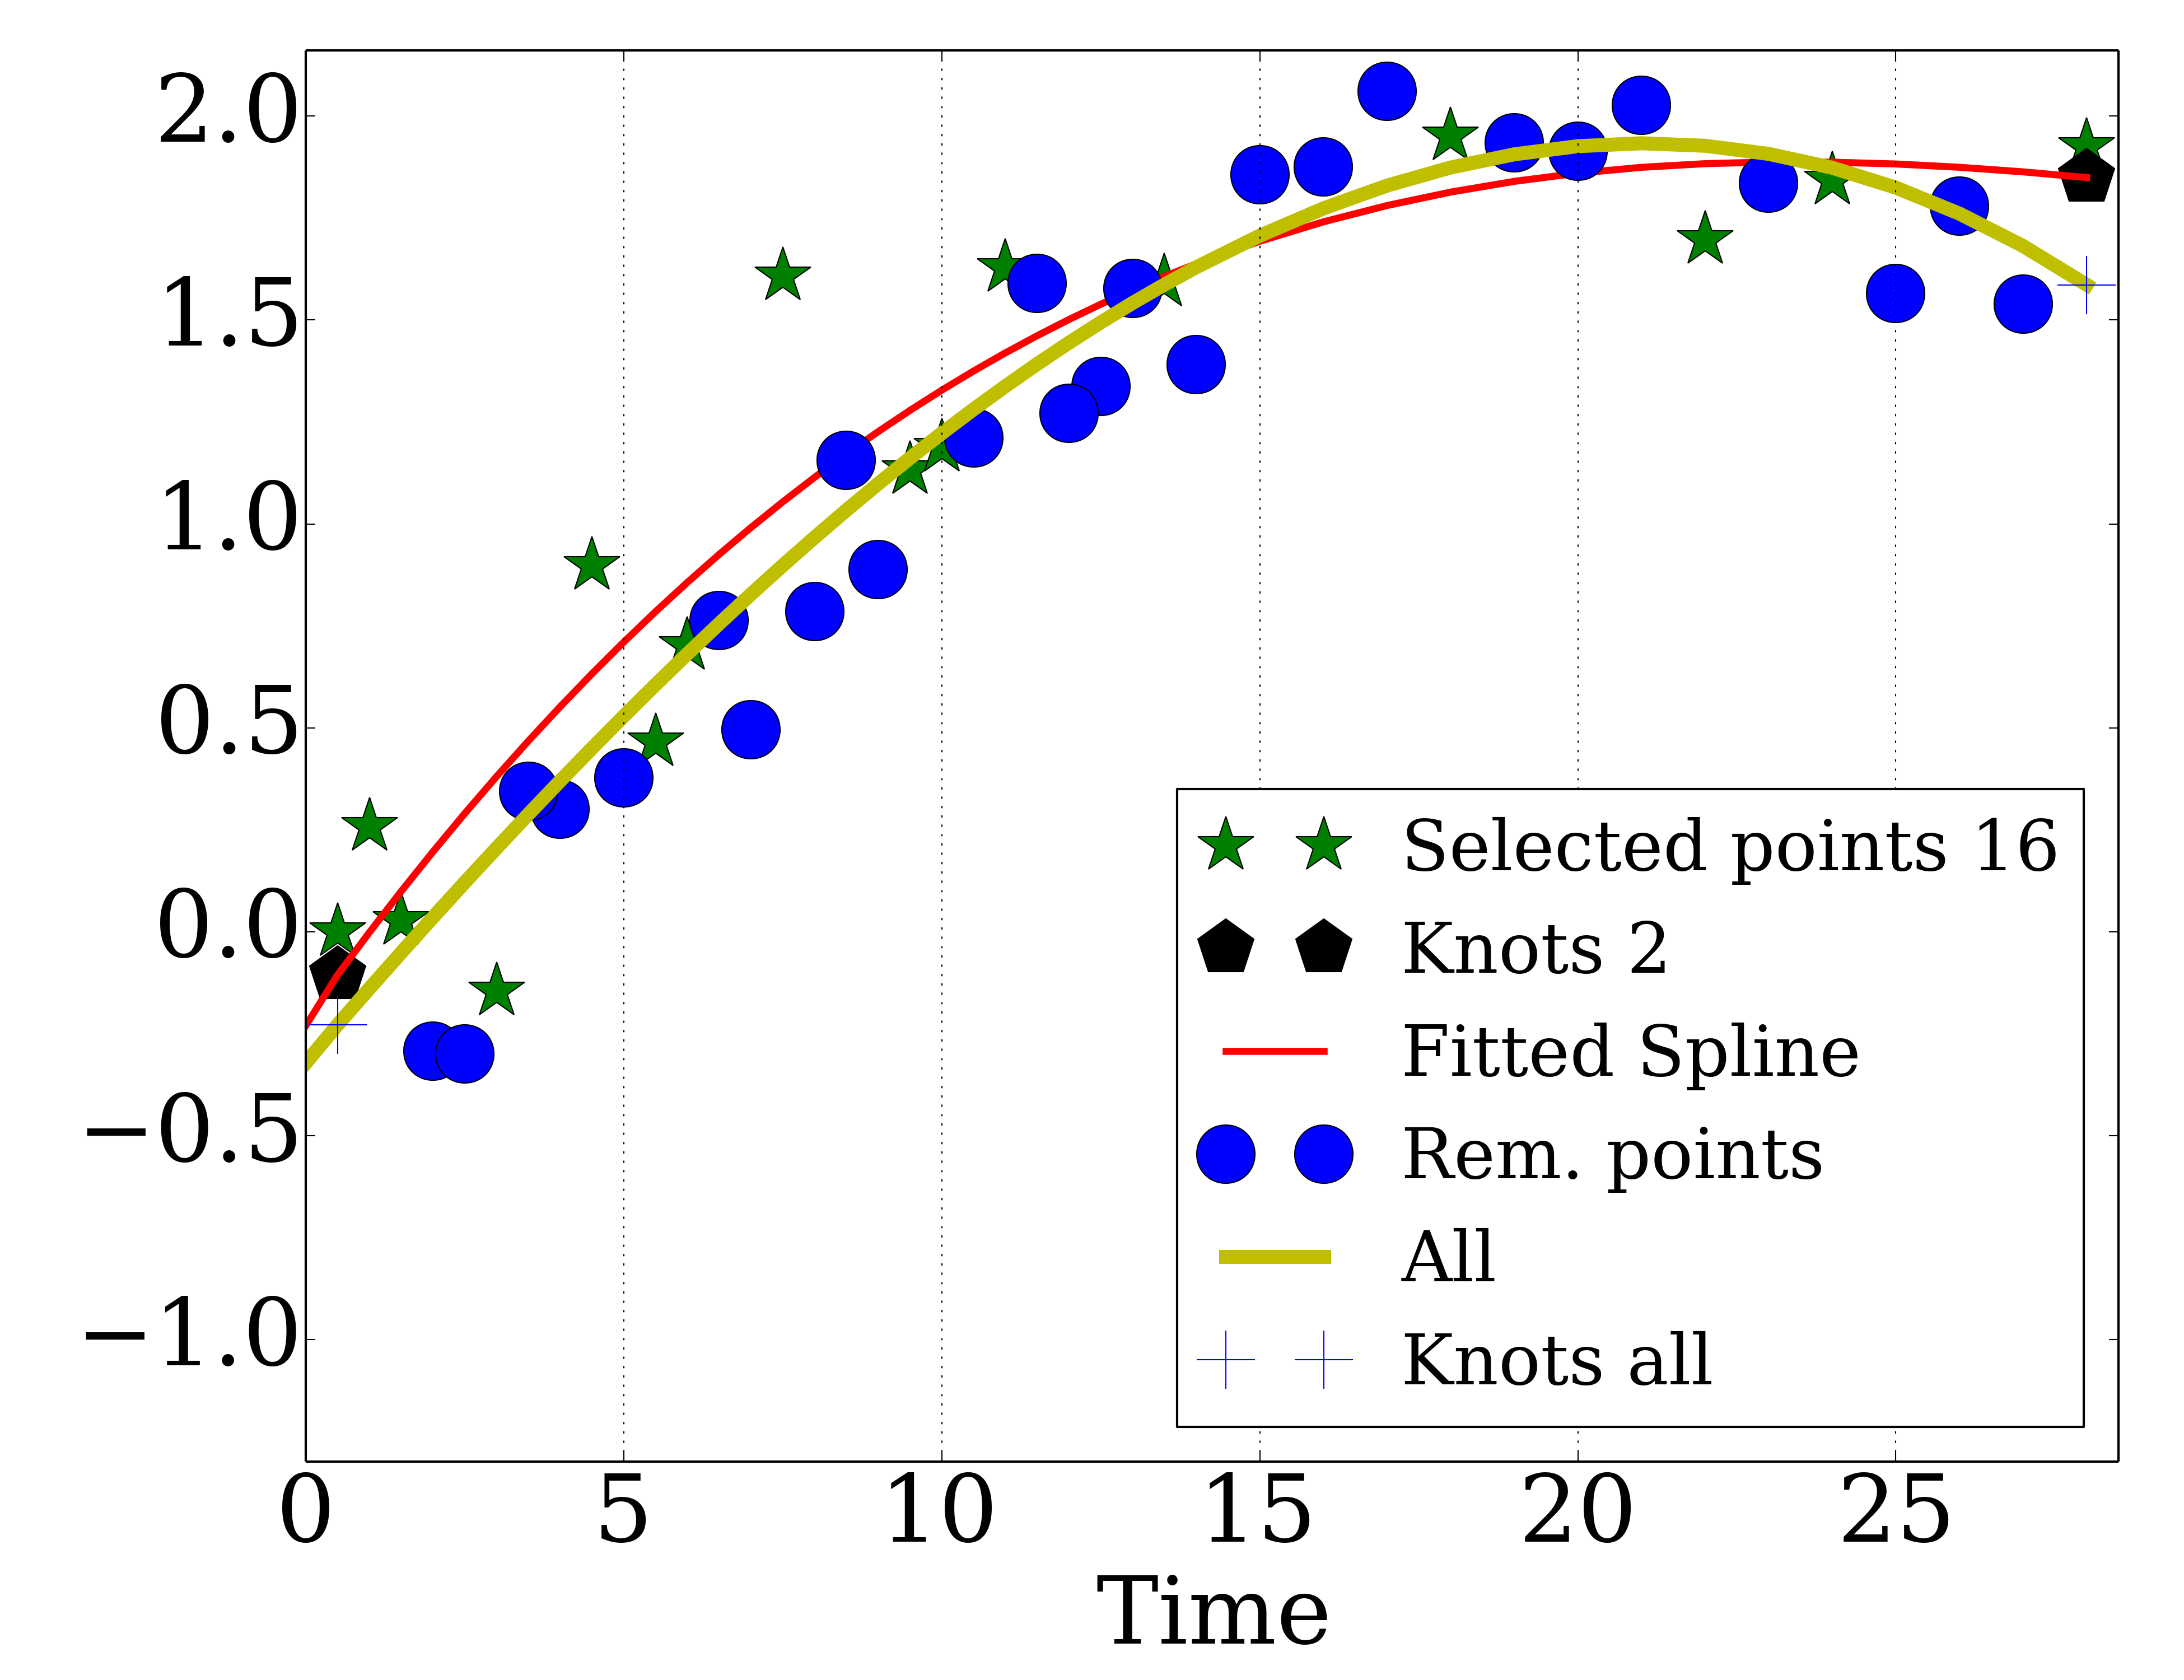 2.0
1.5
1.0
0.5
0.0
−0.5
−1.0
0 5 10 15 20 25
Time
Selected points 16
Knots 2
Fitted Spline
Rem. points
All
Knots all